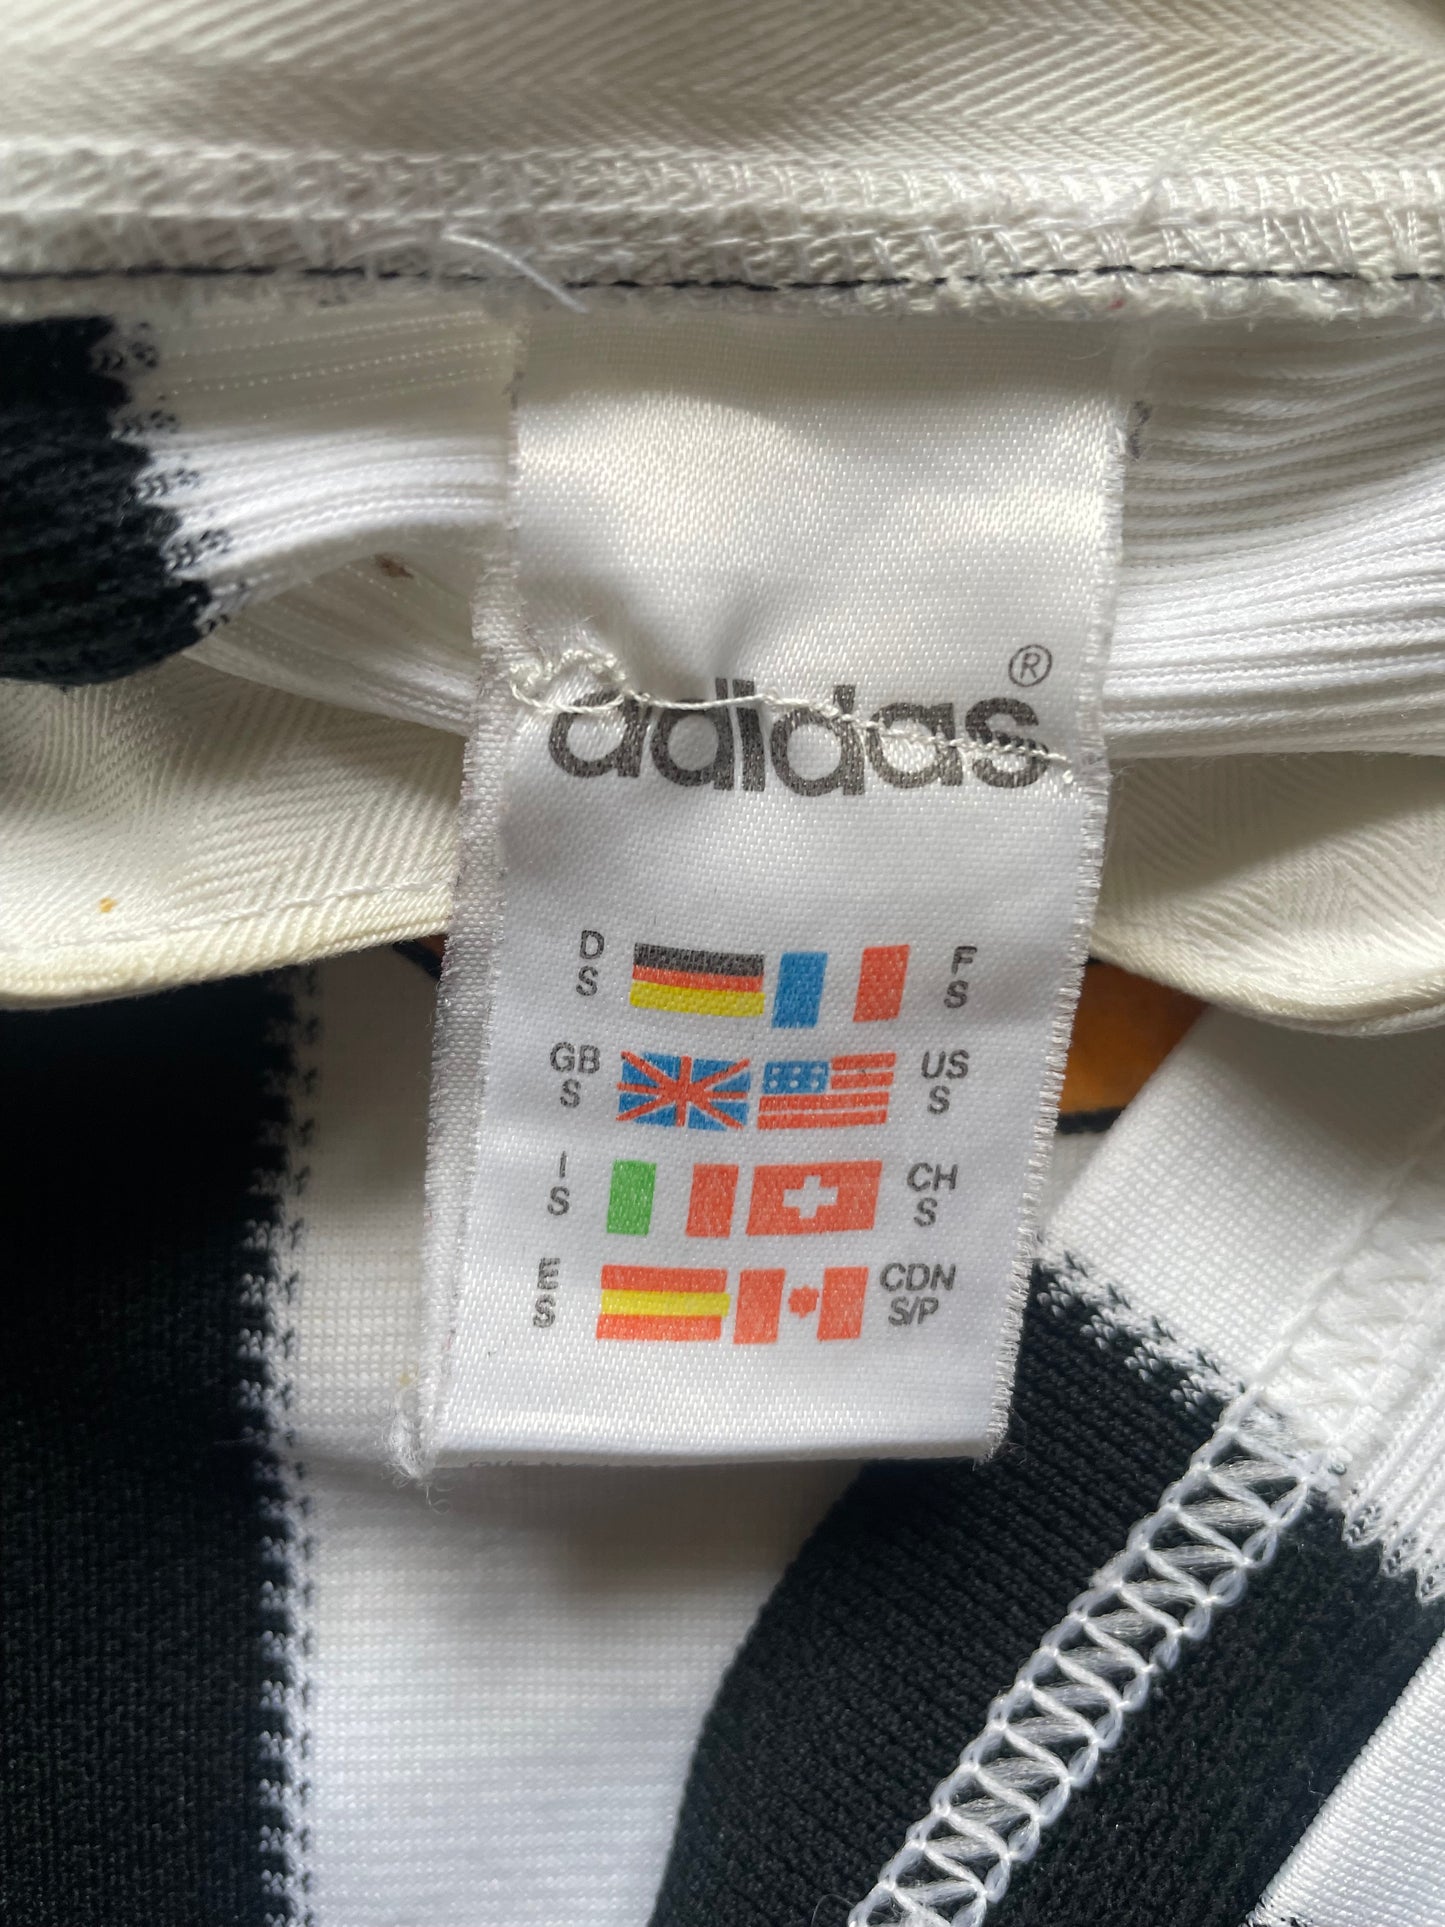 adidas®
D S F S
GB S US S
I S CH S
E S CDN S/P